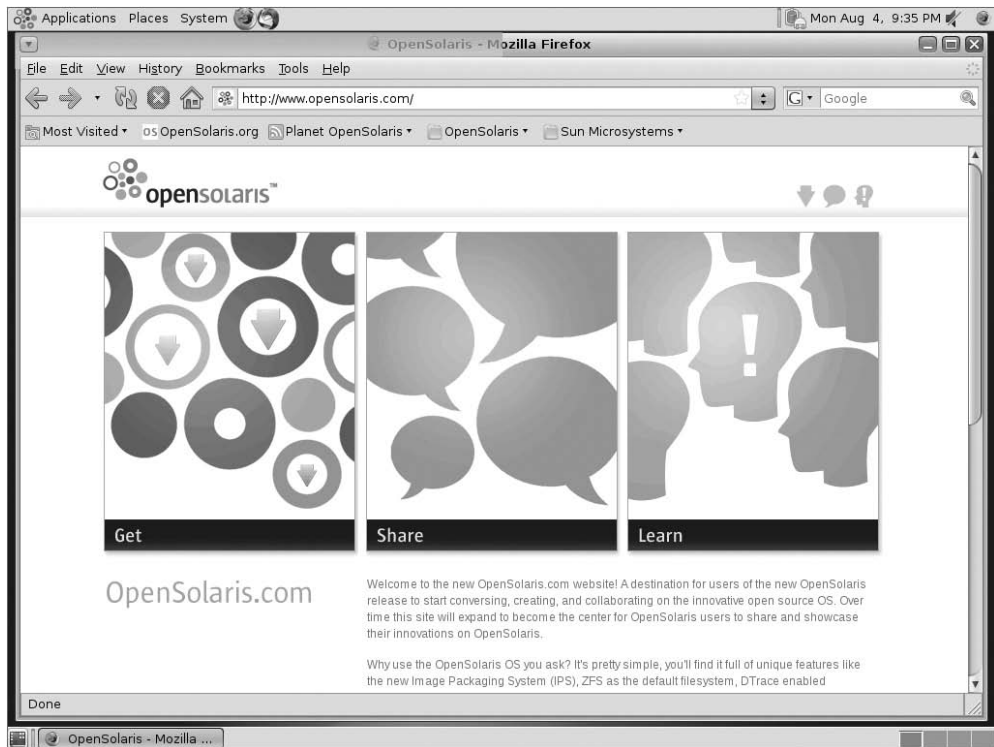 Applications Places System Mon Aug 4, 9:35 PM
OpenSolaris - Mozilla Firefox
File Edit View History Bookmarks Tools Help
http://www.opensolaris.com/ G Google
Most Visited OS OpenSolaris.org Planet OpenSolaris OpenSolaris Sun Microsystems
opensolaris™
!
!
Get Share Learn
OpenSolaris.com
Welcome to the new OpenSolaris.com website! A destination for users of the new OpenSolaris
release to start conversing, creating, and collaborating on the innovative open source OS. Over
time this site will expand to become the center for OpenSolaris users to share and showcase
their innovations on OpenSolaris.
Why use the OpenSolaris OS you ask? It's pretty simple, you'll find it full of unique features like
the new Image Packaging System (IPS), ZFS as the default filesystem, DTrace enabled
Done
OpenSolaris - Mozilla ...